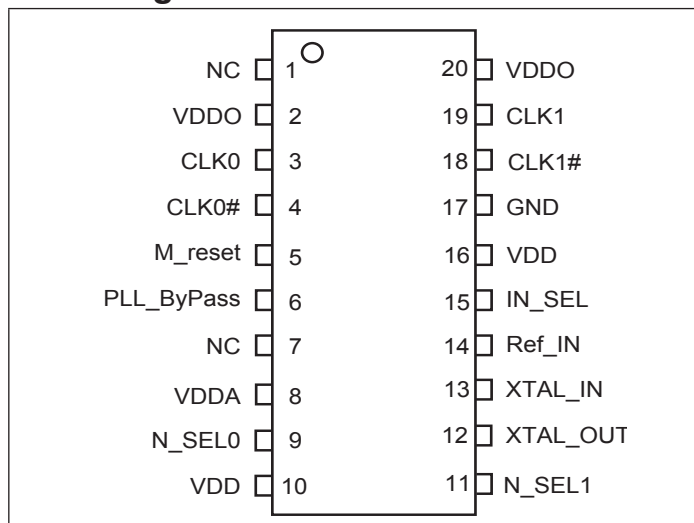 NC 1 20 VDDO
VDDO 2 19 CLK1
CLK0 3 18 CLK1#
CLK0# 4 17 GND
M_reset 5 16 VDD
PLL_ByPass 6 15 IN_SEL
NC 7 14 Ref_IN
VDDA 8 13 XTAL_IN
N_SEL0 9 12 XTAL_OUT
VDD 10 11 N_SEL1